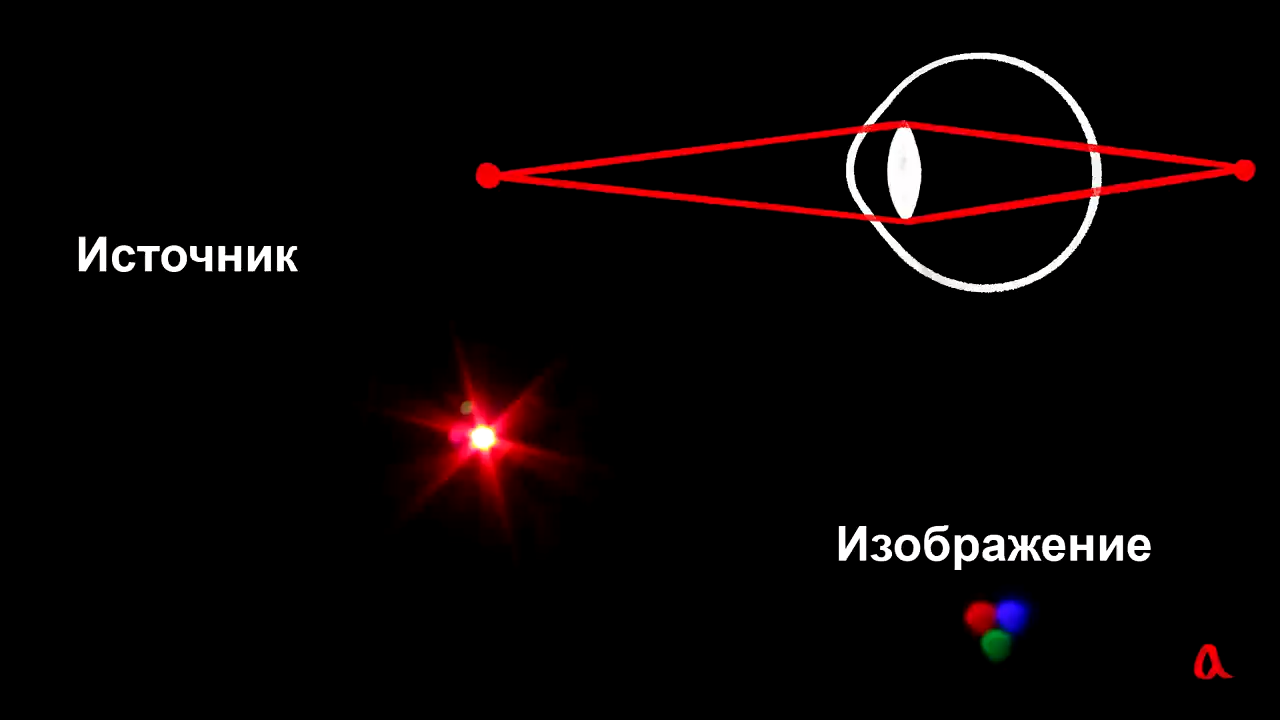 Источник
Изображение
a